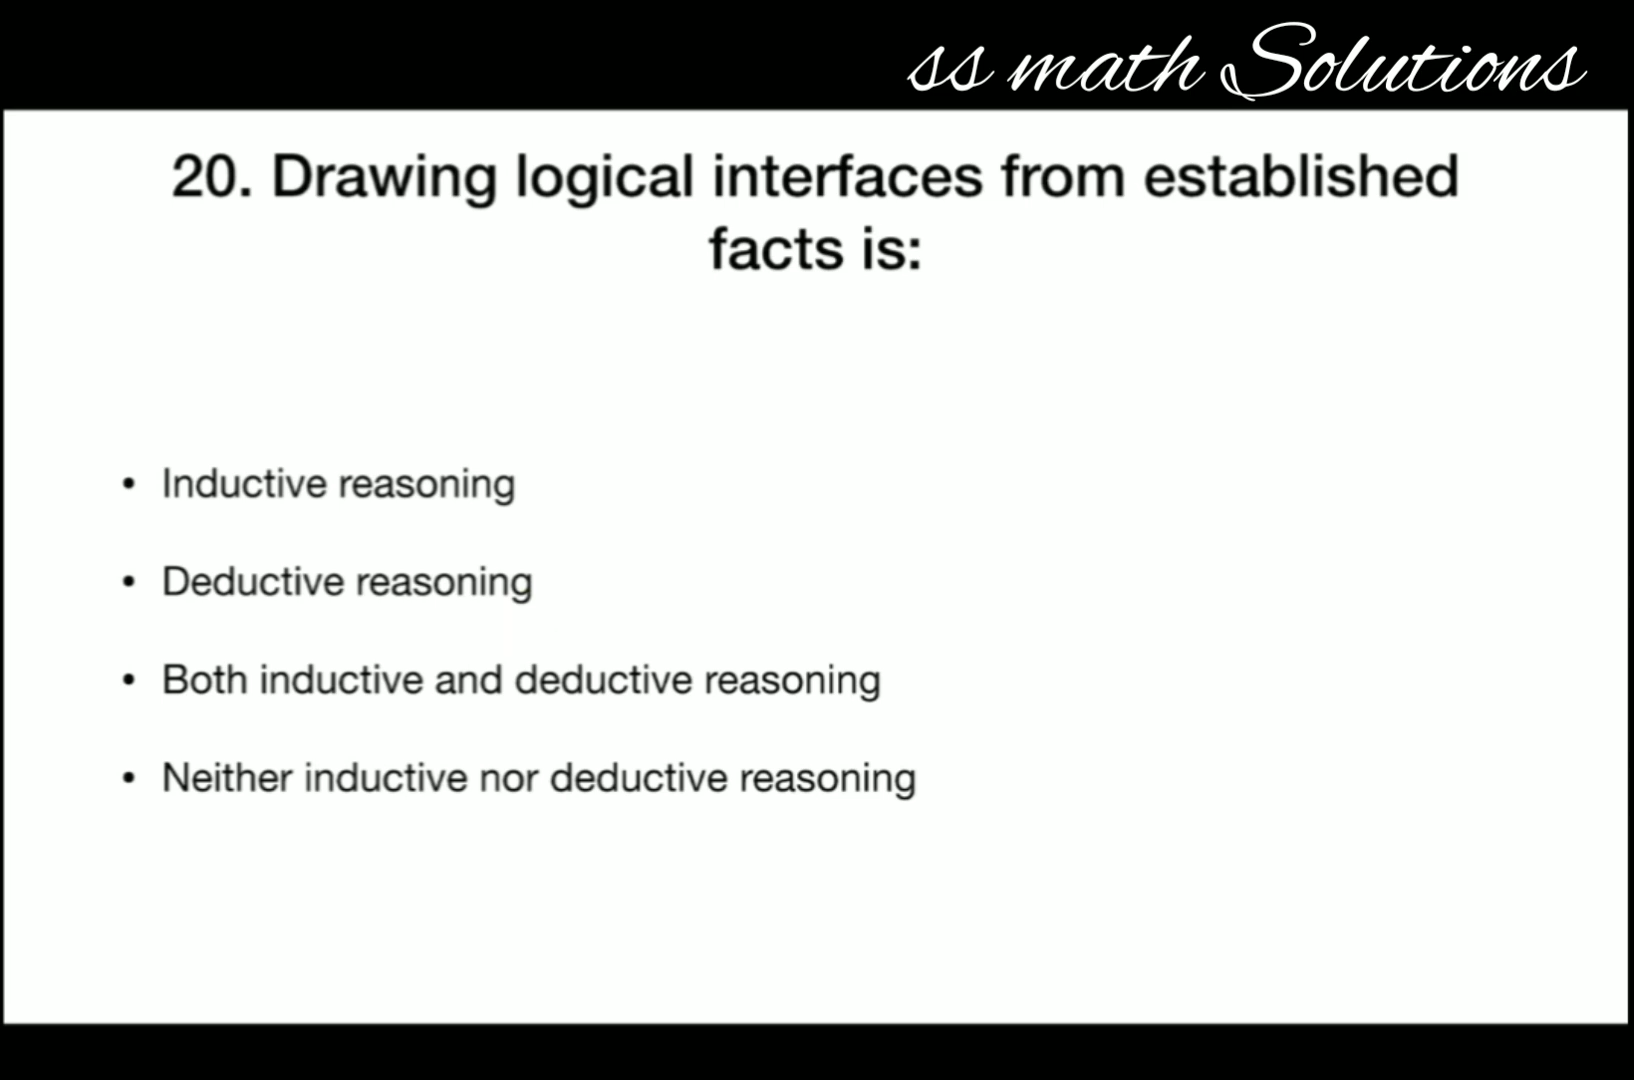 ss math Solutions
20. Drawing logical interfaces from established
facts is:
• Inductive reasoning
• Deductive reasoning
• Both inductive and deductive reasoning
• Neither inductive nor deductive reasoning